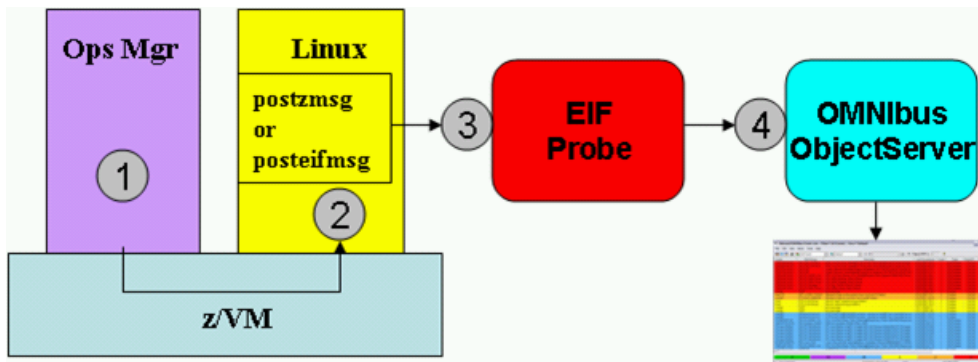 Ops Mgr
Linux
postzmsg
or
posteifmsg
1
2
3
EIF
Probe
4
OMNIbus
ObjectServer
z/VM